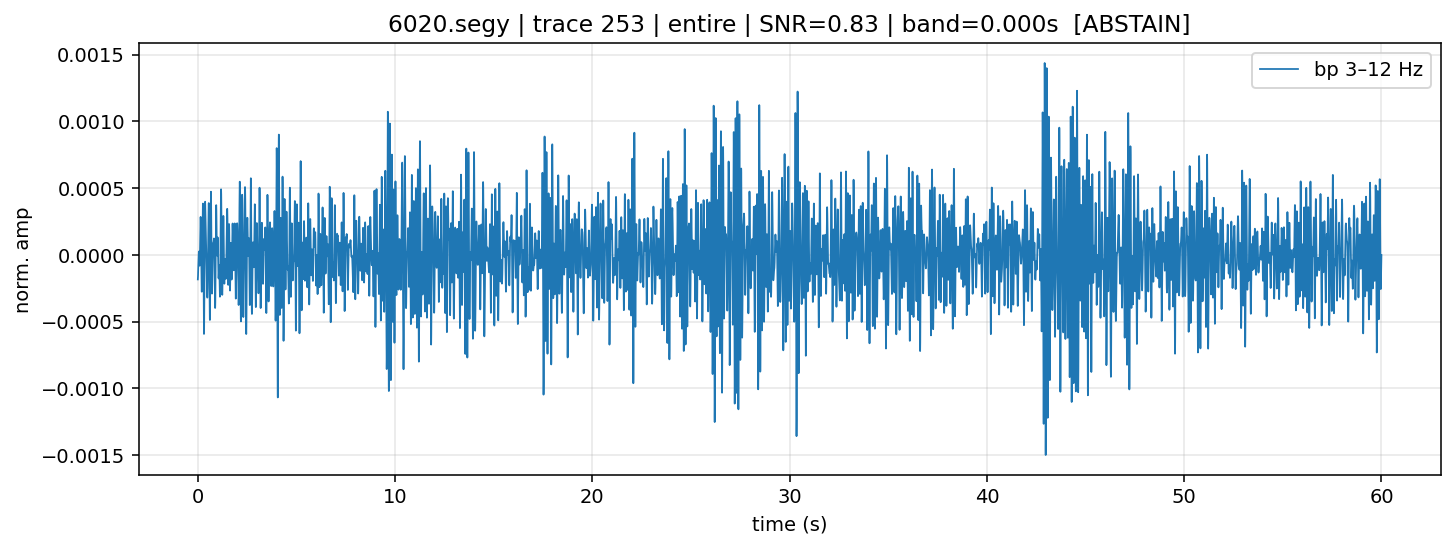 6020.segy | trace 253 | entire | SNR=0.83 | band=0.000s  [ABSTAIN]
bp 3–12 Hz
norm. amp
0.0015
0.0010
0.0005
0.0000
−0.0005
−0.0010
−0.0015
0 10 20 30 40 50 60
time (s)